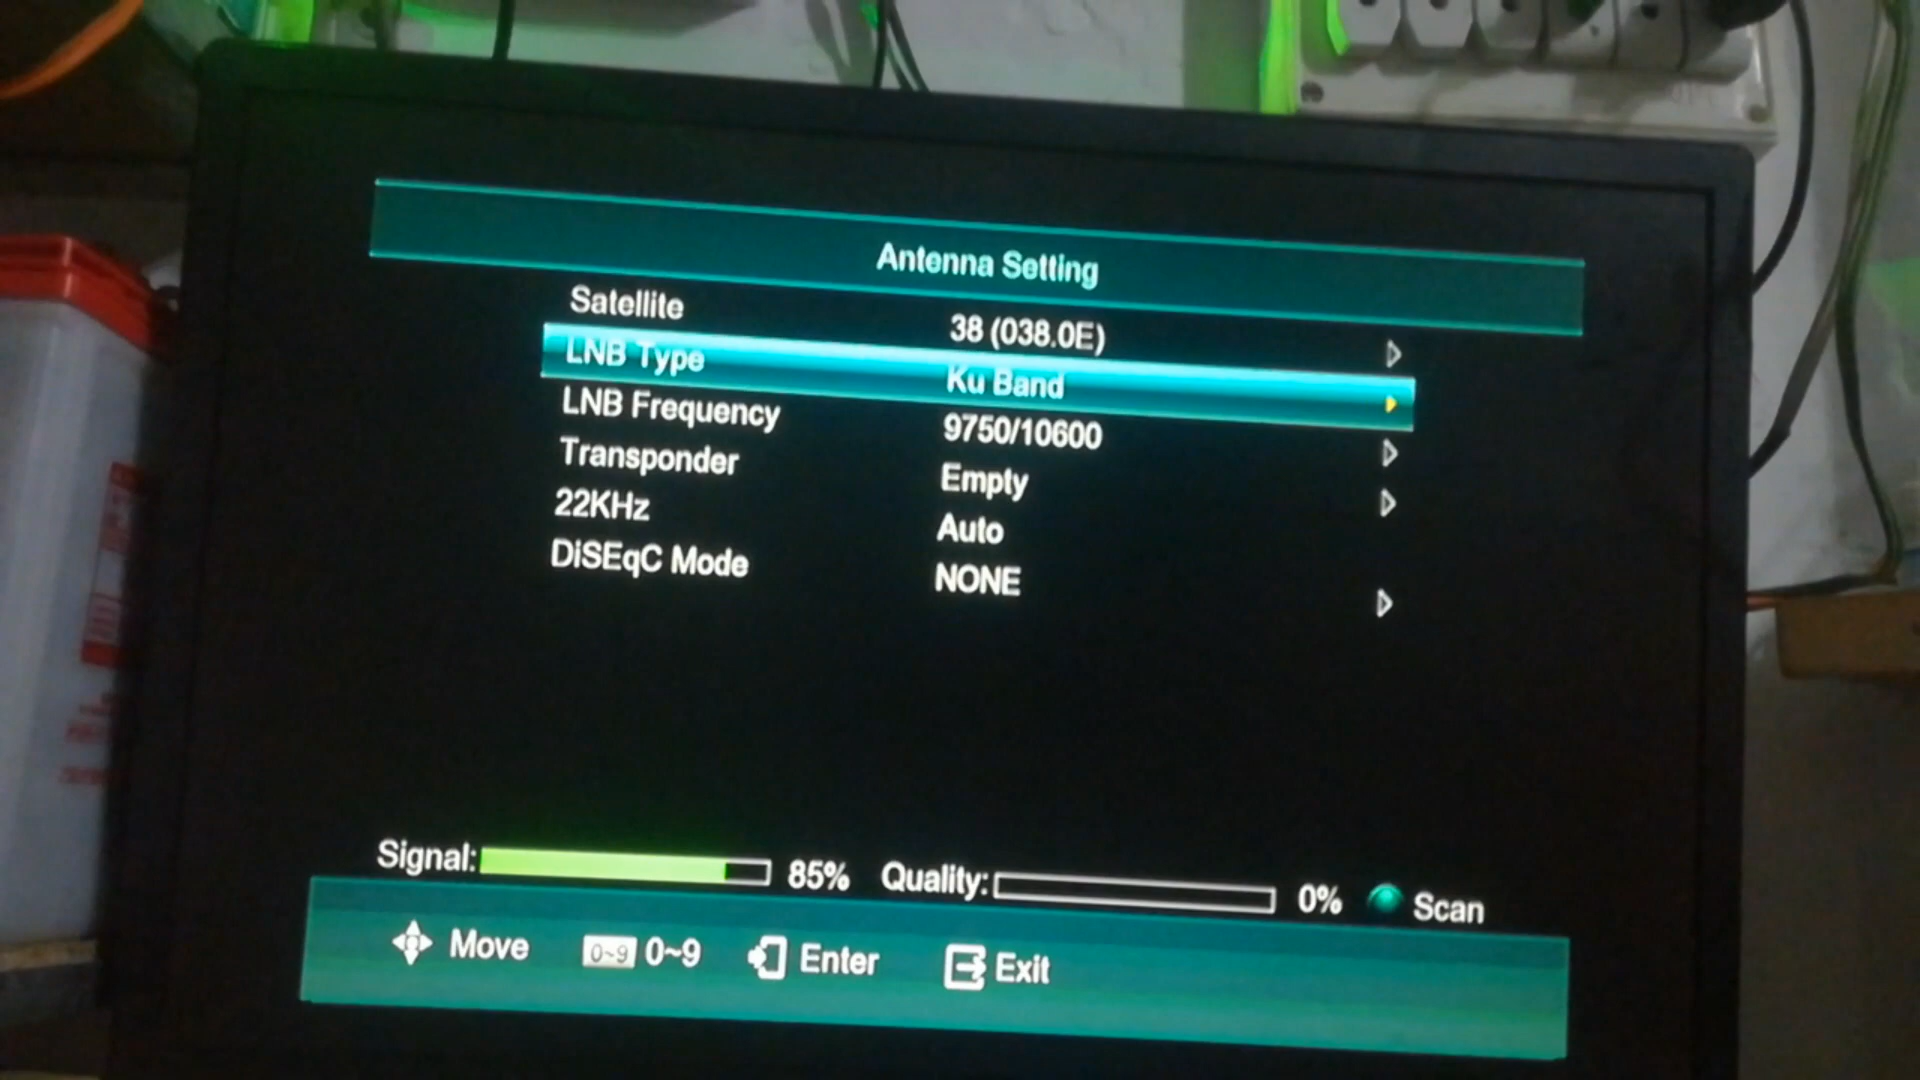 Antenna Setting
Satellite 38 (038.0E)
LNB Type Ku Band
LNB Frequency 9750/10600
Transponder Empty
22KHz Auto
DiSEqC Mode NONE
Signal: 85% Quality: 0% Scan
Move 0~9 0~9 Enter Exit